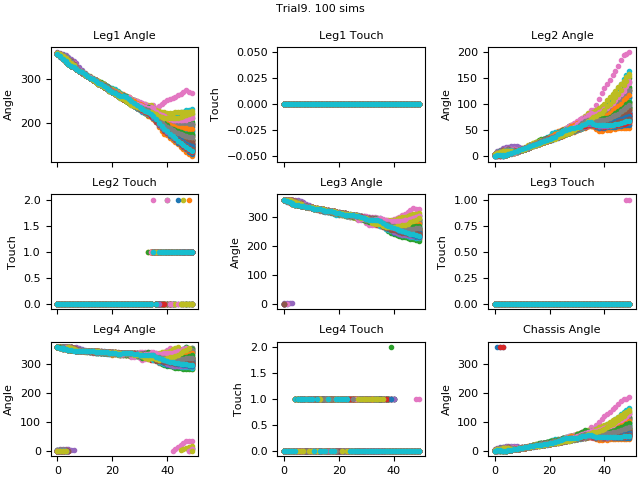 Trial9. 100 sims
Leg1 Angle
Leg1 Touch
Leg2 Angle
Angle
300
200
Touch
0.050
0.025
0.000
−0.025
−0.050
Angle
200
150
100
50
0
Leg2 Touch
Leg3 Angle
Leg3 Touch
Touch
2.0
1.5
1.0
0.5
0.0
Angle
300
200
100
0
Touch
1.00
0.75
0.50
0.25
0.00
Leg4 Angle
Leg4 Touch
Chassis Angle
Angle
300
200
100
0
Touch
2.0
1.5
1.0
0.5
0.0
Angle
300
200
100
0
0 20 40
0 20 40
0 20 40